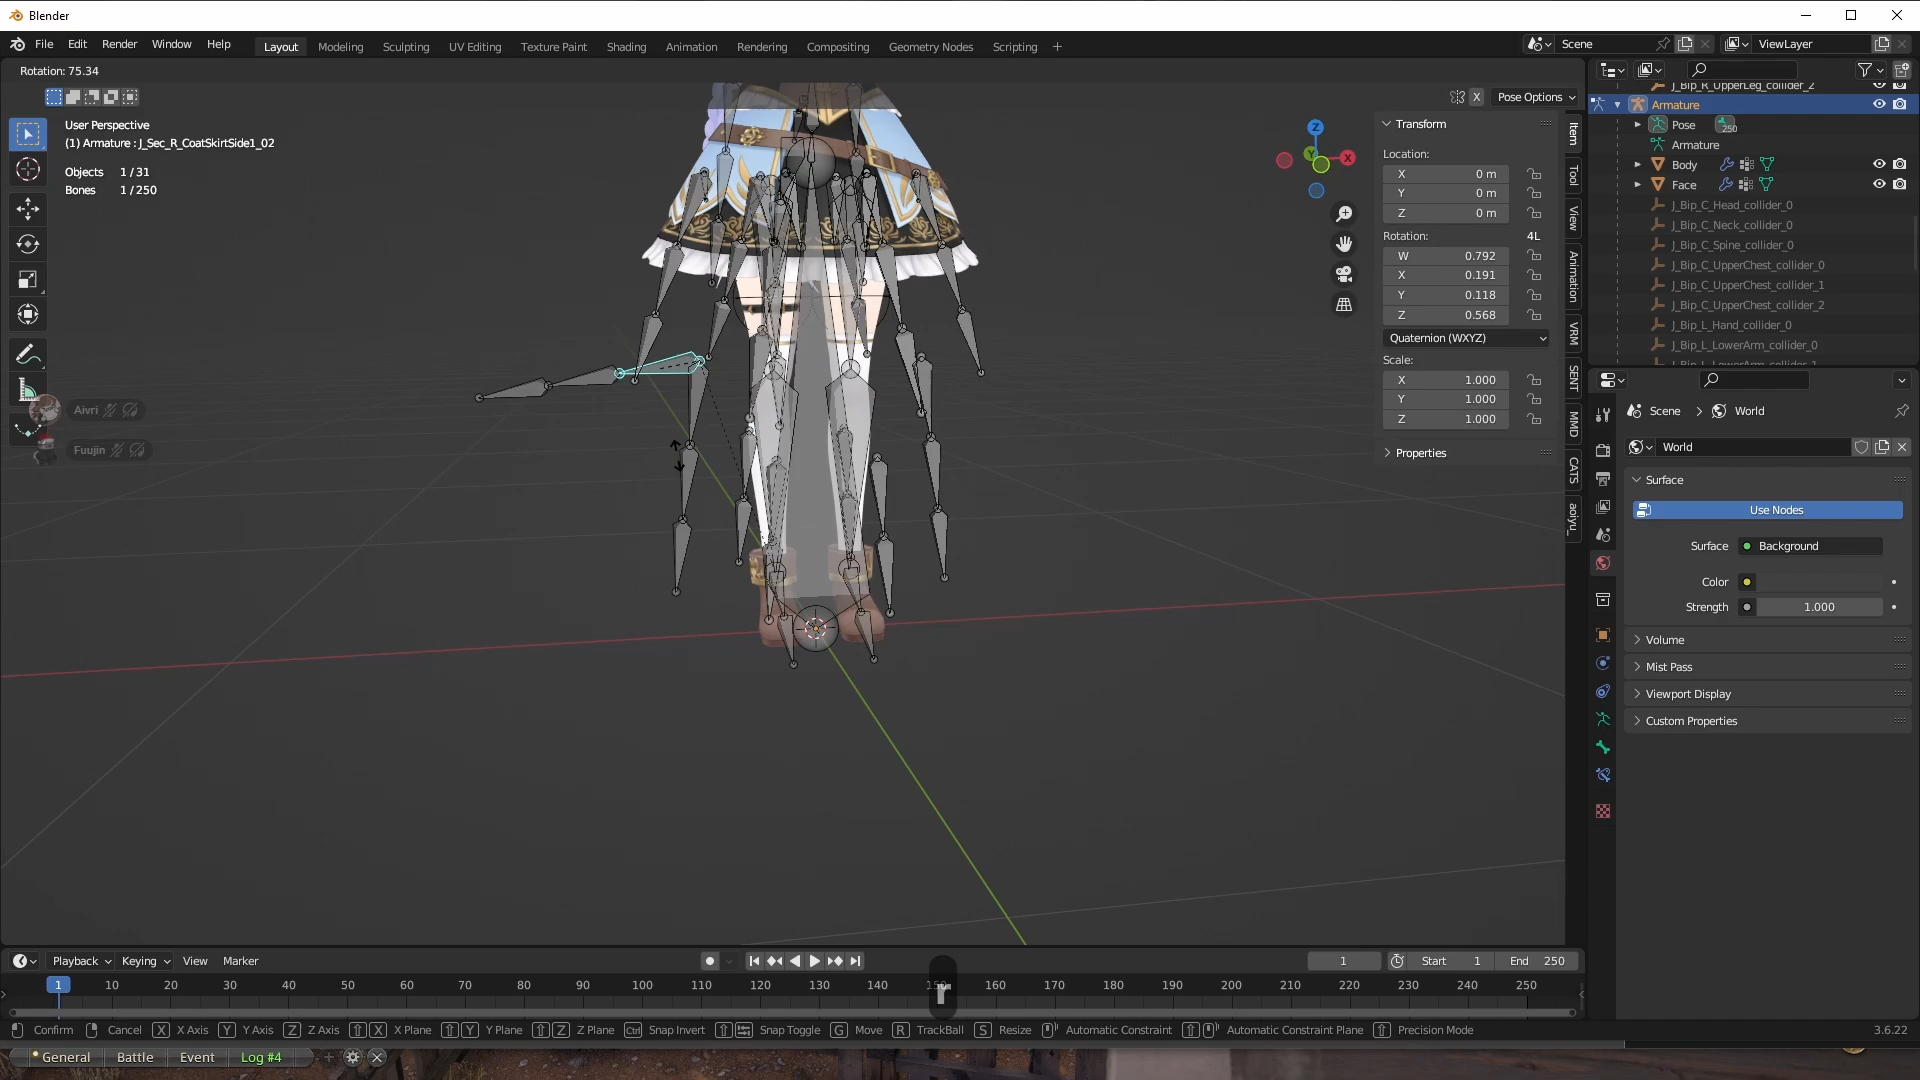 Blender
File Edit Render Window Help
Layout Modeling Sculpting UV Editing Texture Paint Shading Animation Rendering Compositing Geometry Nodes Scripting +
Scene
ViewLayer
Rotation: 75.34
X Pose Options
User Perspective
(1) Armature : J_Sec_R_CoatSkirtSide1_02
Objects 1 / 31
Bones 1 / 250
Aivri
Fuujin
Z
Y
X
Transform
Location:
X 0 m
Y 0 m
Z 0 m
Rotation: 4L
W 0.792
X 0.191
Y 0.118
Z 0.568
Quaternion (WXYZ)
Scale:
X 1.000
Y 1.000
Z 1.000
Properties
Item
Tool
View
Animation
VRM
SENT
MMD
CATS
aoiyu_
J_Bip_R_UpperLeg_collider_2
Armature
Pose 250
Armature
Body
Face
J_Bip_C_Head_collider_0
J_Bip_C_Neck_collider_0
J_Bip_C_Spine_collider_0
J_Bip_C_UpperChest_collider_0
J_Bip_C_UpperChest_collider_1
J_Bip_C_UpperChest_collider_2
J_Bip_L_Hand_collider_0
J_Bip_L_LowerArm_collider_0
J_Bip_L_LowerArm_collider_1
Scene World
World
Surface
Use Nodes
Surface Background
Color
Strength 1.000
Volume
Mist Pass
Viewport Display
Custom Properties
Playback Keying View Marker
1 Start 1 End 250
1 10 20 30 40 50 60 70 80 90 100 110 120 130 140 150 160 170 180 190 200 210 220 230 240 250
r
Confirm Cancel X X Axis Y Y Axis Z Z Axis X X Plane Y Y Plane Z Z Plane Ctrl Snap Invert Snap Toggle G Move R TrackBall S Resize Automatic Constraint Automatic Constraint Plane Precision Mode 3.6.22
General Battle Event Log #4 +